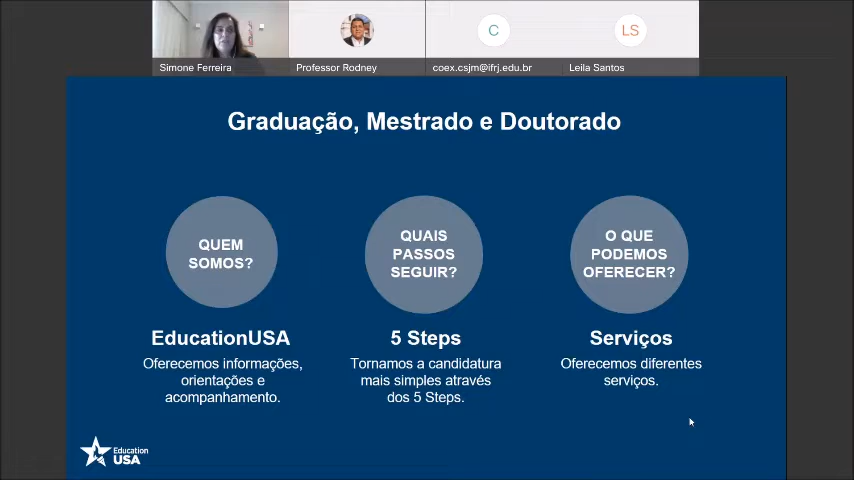 C
LS
Simone Ferreira
Professor Rodney
coex.csjm@ifrj.edu.br
Leila Santos
Graduação, Mestrado e Doutorado
QUEM
SOMOS?
QUAIS
PASSOS
SEGUIR?
O QUE
PODEMOS
OFERECER?
EducationUSA
Oferecemos informações,
orientações e
acompanhamento.
5 Steps
Tornamos a candidatura
mais simples através
dos 5 Steps.
Serviços
Oferecemos diferentes
serviços.
Education
USA